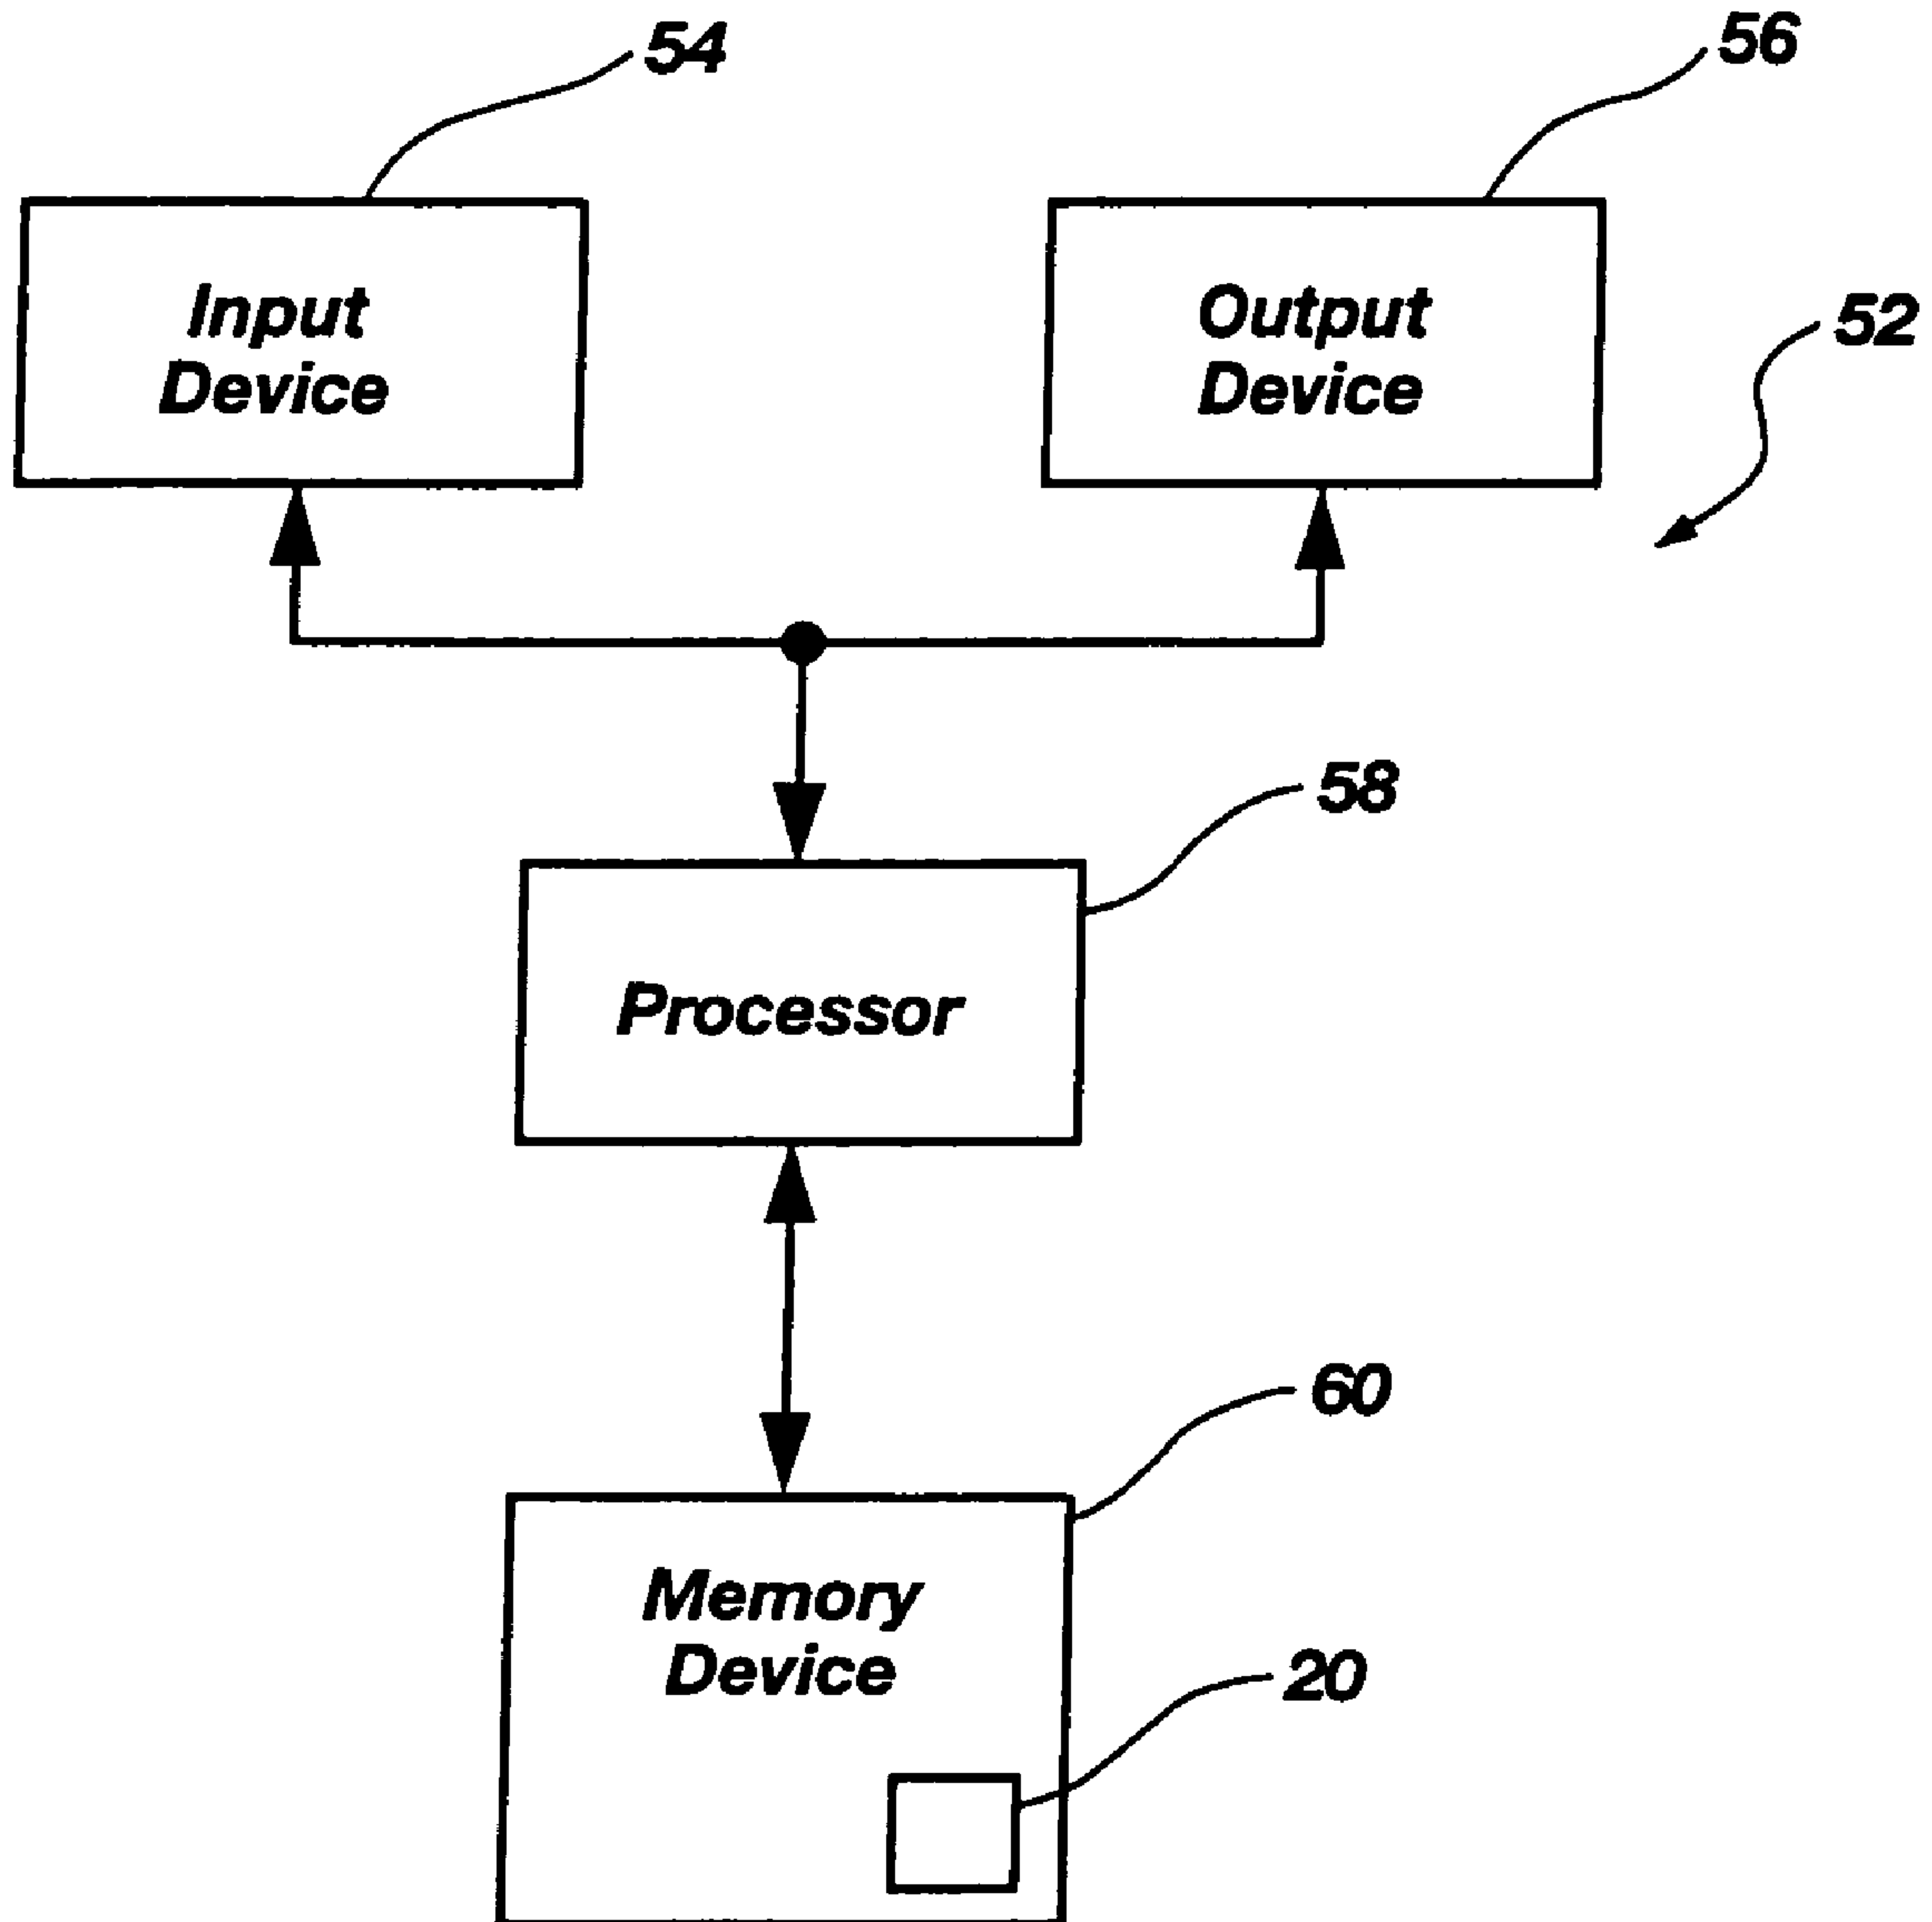 54
56
Input
Device
Output
Device
52
58
Processor
60
Memory
Device
20